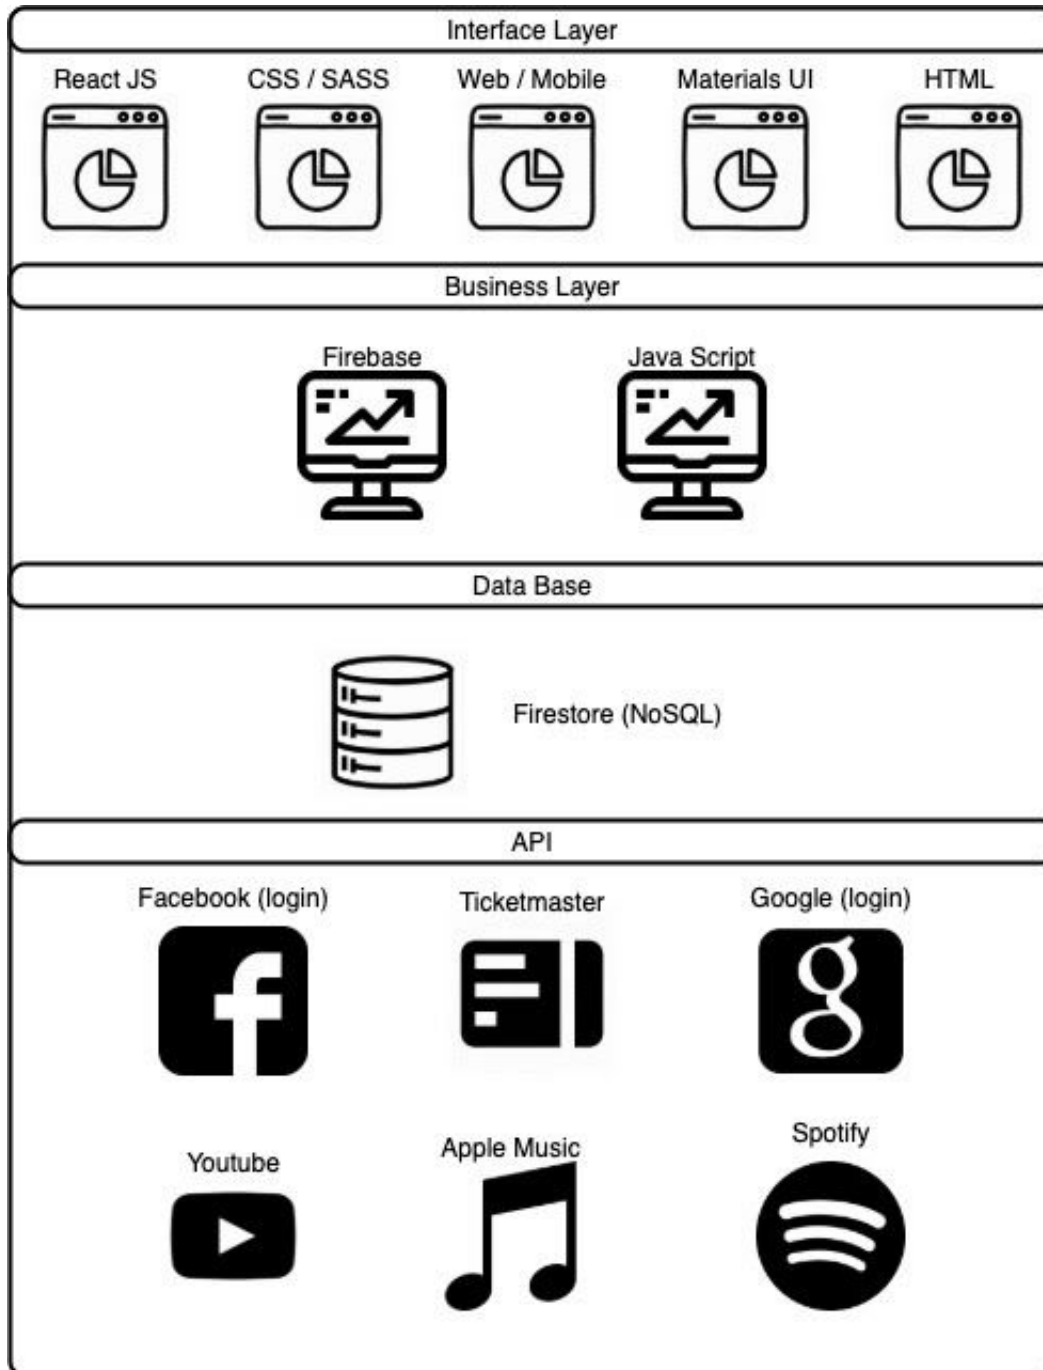 Interface Layer
React JS
CSS / SASS
Web / Mobile
Materials UI
HTML
Business Layer
Firebase
Java Script
Data Base
Firestore (NoSQL)
API
Facebook (login)
Ticketmaster
Google (login)
Youtube
Apple Music
Spotify